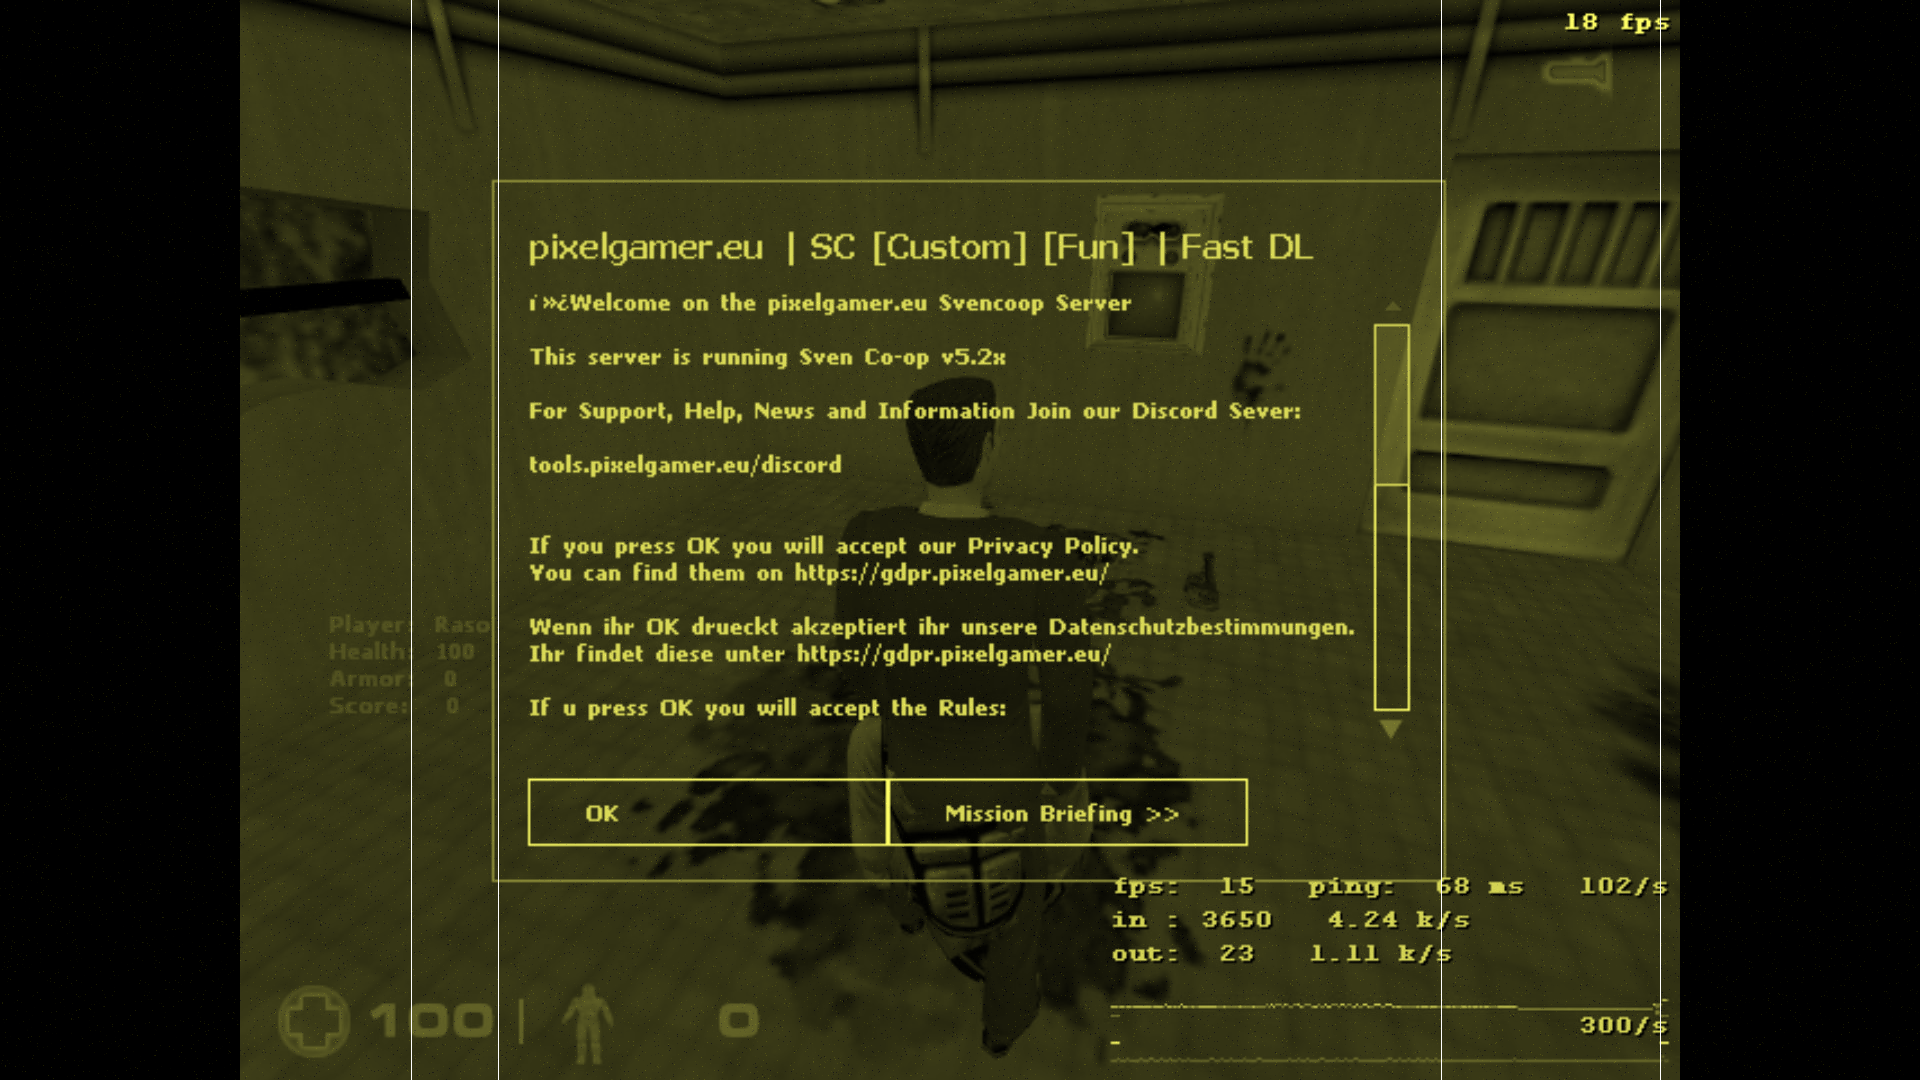 18 fps
pixelgamer.eu | SC [Custom] [Fun] | Fast DL
ï»¿Welcome on the pixelgamer.eu Svencoop Server
This server is running Sven Co-op v5.2x
For Support, Help, News and Information Join our Discord Sever:
tools.pixelgamer.eu/discord
If you press OK you will accept our Privacy Policy.
You can find them on https://gdpr.pixelgamer.eu/
Wenn ihr OK drueckt akzeptiert ihr unsere Datenschutzbestimmungen.
Ihr findet diese unter https://gdpr.pixelgamer.eu/
If u press OK you will accept the Rules:
Player: Raso
Health: 100
Armor: 0
Score: 0
OK
Mission Briefing >>
fps: 15 ping: 68 ms 102/s
in : 3650 4.24 k/s
out: 23 1.11 k/s
300/s
100 | 0